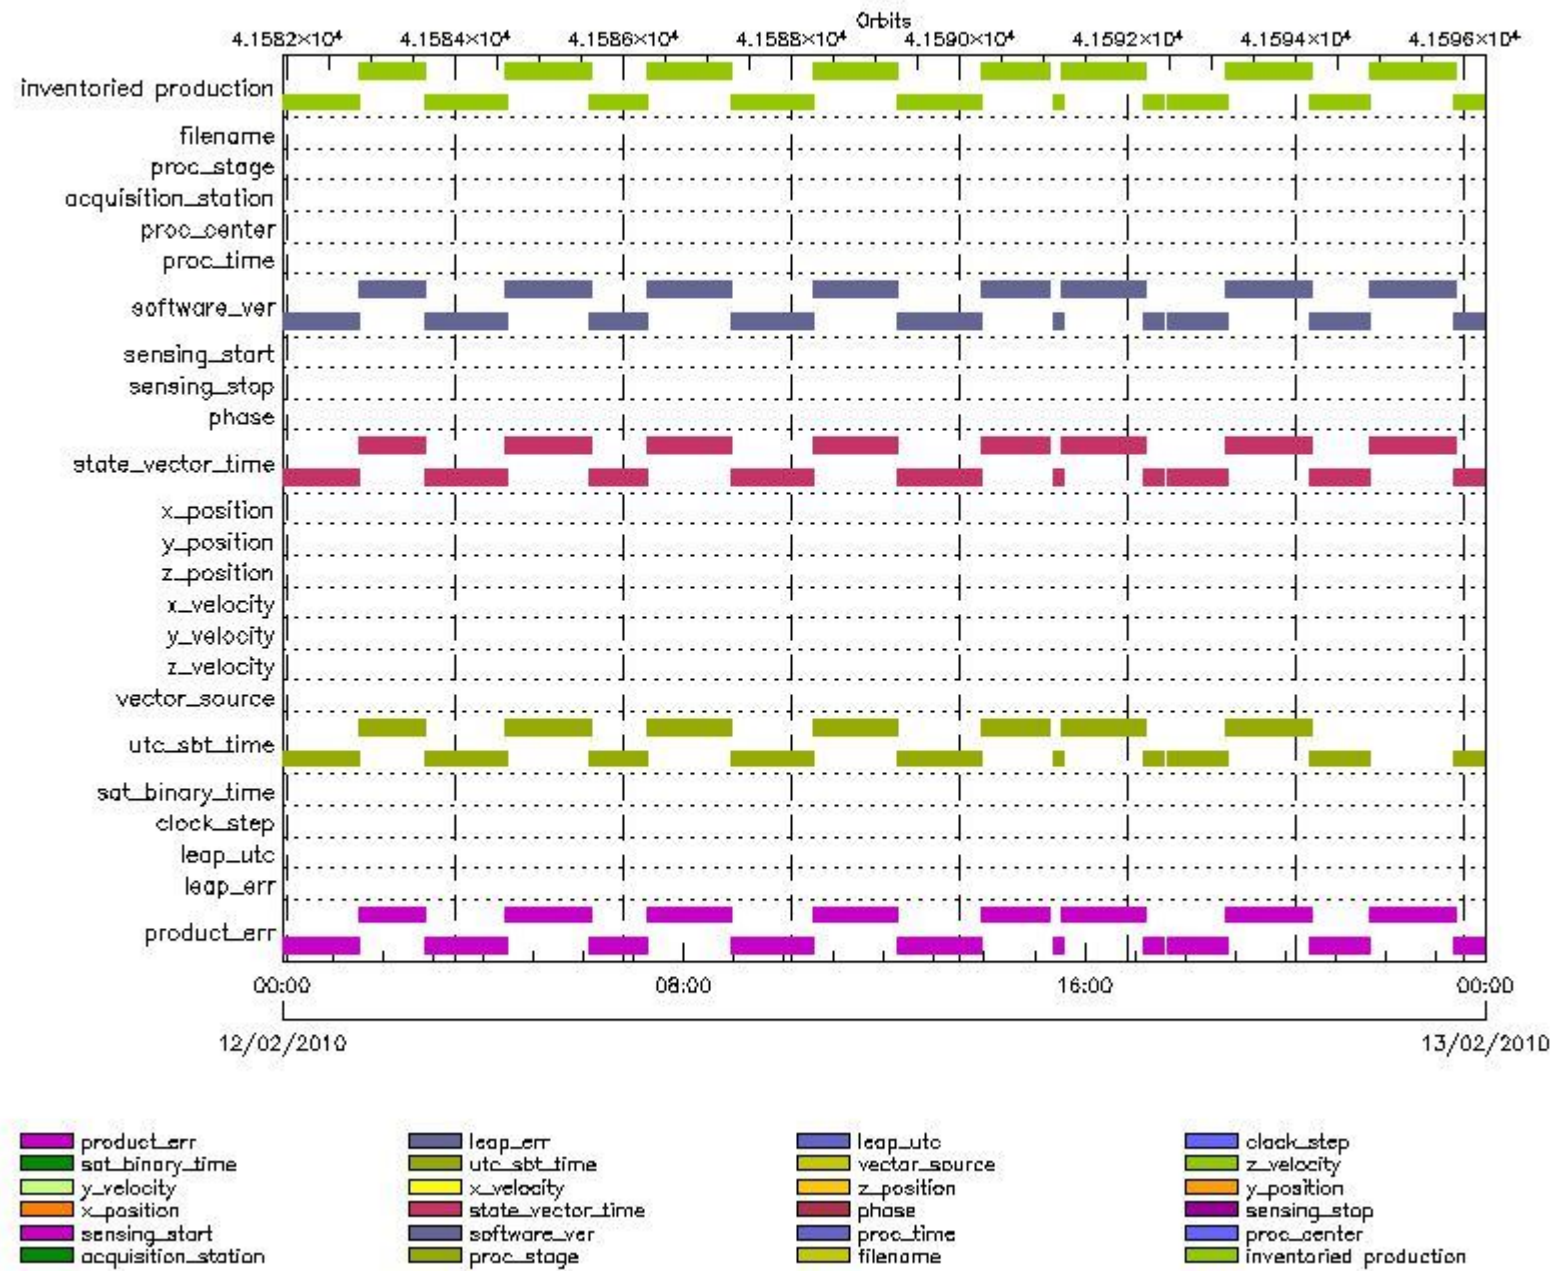 Orbits
4.1582×10⁴ 4.1584×10⁴ 4.1586×10⁴ 4.1588×10⁴ 4.1590×10⁴ 4.1592×10⁴ 4.1594×10⁴ 4.1596×10⁴
inventoried production
filename
proc_stage
acquisition_station
proc_center
proc_time
software_ver
sensing_start
sensing_stop
phase
state_vector_time
x_position
y_position
z_position
x_velocity
y_velocity
z_velocity
vector_source
utc_sbt_time
sat_binary_time
clock_step
leap_utc
leap_err
product_err
00:00 08:00 16:00 00:00
12/02/2010 13/02/2010
product_err leap_err leap_utc clock_step
sat_binary_time utc_sbt_time vector_source z_velocity
y_velocity x_velocity z_position y_position
x_position state_vector_time phase sensing_stop
sensing_start software_ver proc_time proc_center
acquisition_station proc_stage filename inventoried production